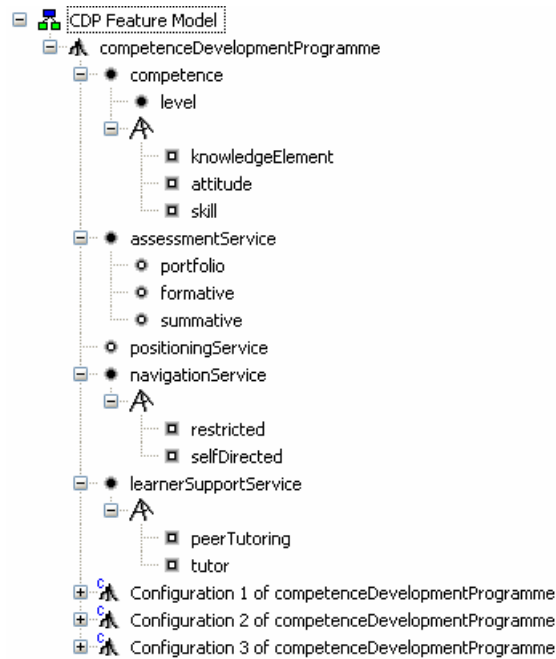 CDP Feature Model
competenceDevelopmentProgramme
competence
level
knowledgeElement
attitude
skill
assessmentService
portfolio
formative
summative
positioningService
navigationService
restricted
selfDirected
learnerSupportService
peerTutoring
tutor
C Configuration 1 of competenceDevelopmentProgramme
C Configuration 2 of competenceDevelopmentProgramme
C Configuration 3 of competenceDevelopmentProgramme